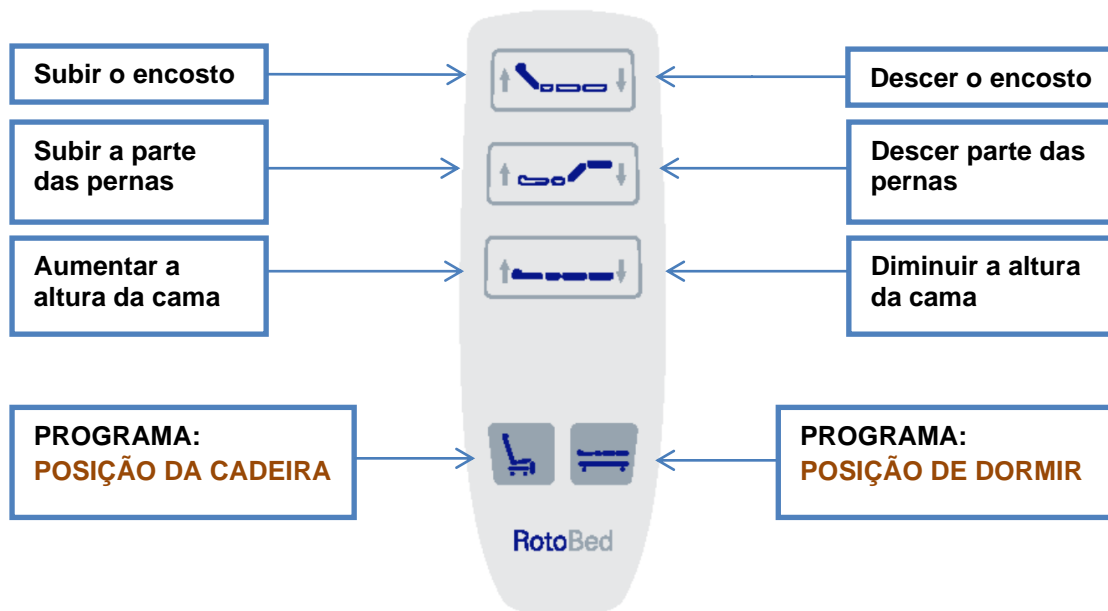 Subir o encosto
Descer o encosto
Subir a parte
das pernas
Descer parte das
pernas
Aumentar a
altura da cama
Diminuir a altura
da cama
PROGRAMA:
POSIÇÃO DA CADEIRA
PROGRAMA:
POSIÇÃO DE DORMIR
RotoBed